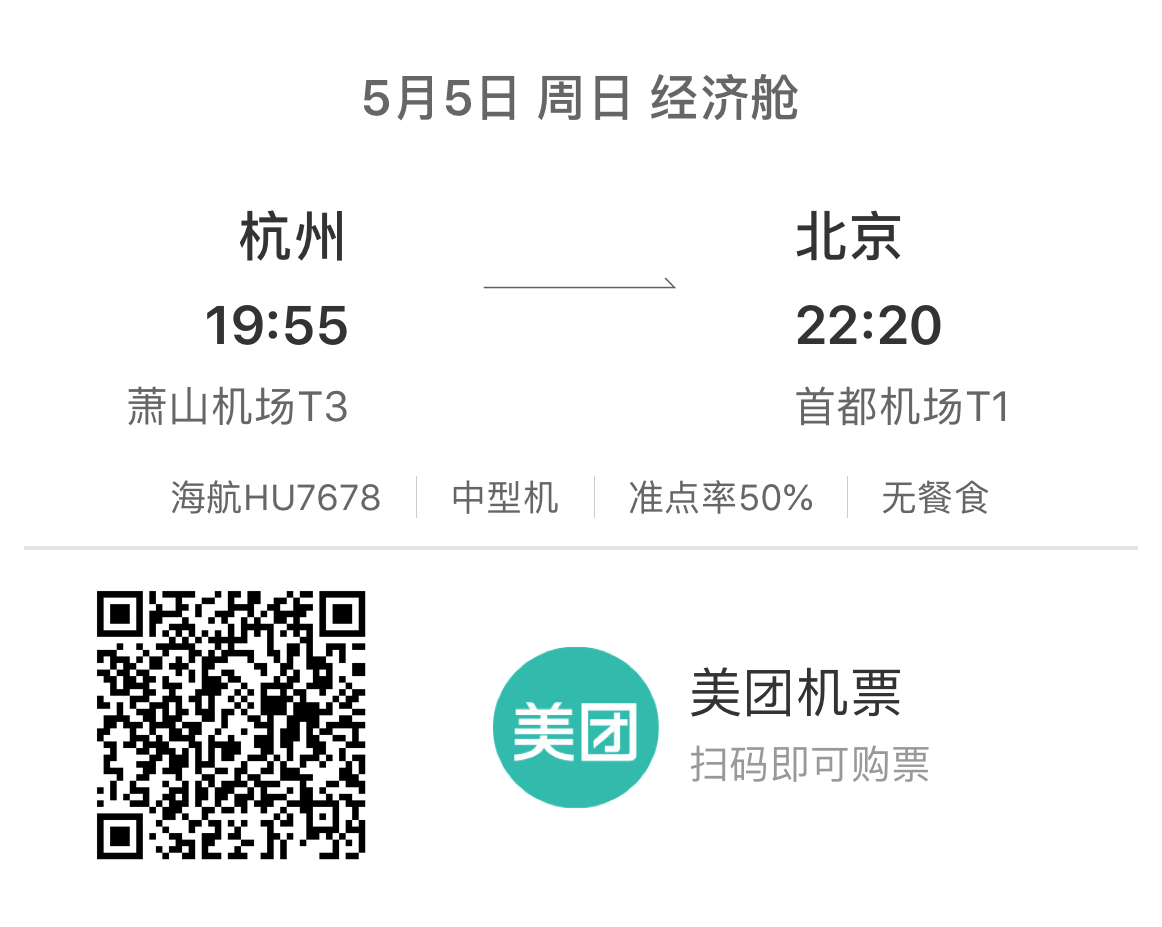 5月5日 周日 经济舱
杭州
19:55
萧山机场T3
北京
22:20
首都机场T1
海航HU7678
中型机
准点率50%
无餐食
美团
美团机票
扫码即可购票